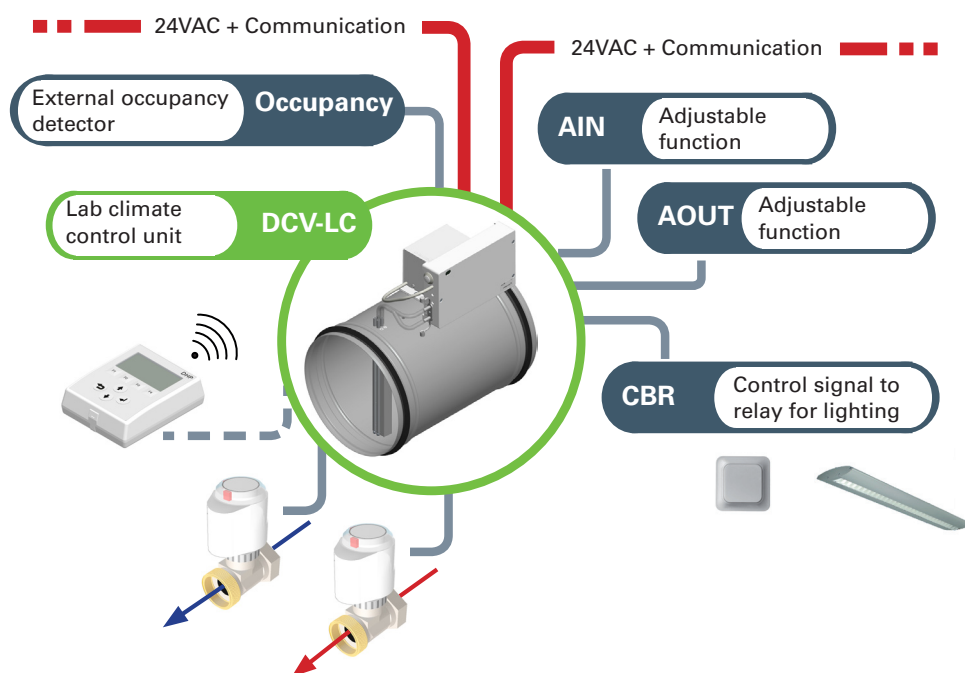 24VAC + Communication
24VAC + Communication
External occupancy
detector
Occupancy
AIN
Adjustable
function
Lab climate
control unit
DCV-LC
AOUT
Adjustable
function
CBR
Control signal to
relay for lighting